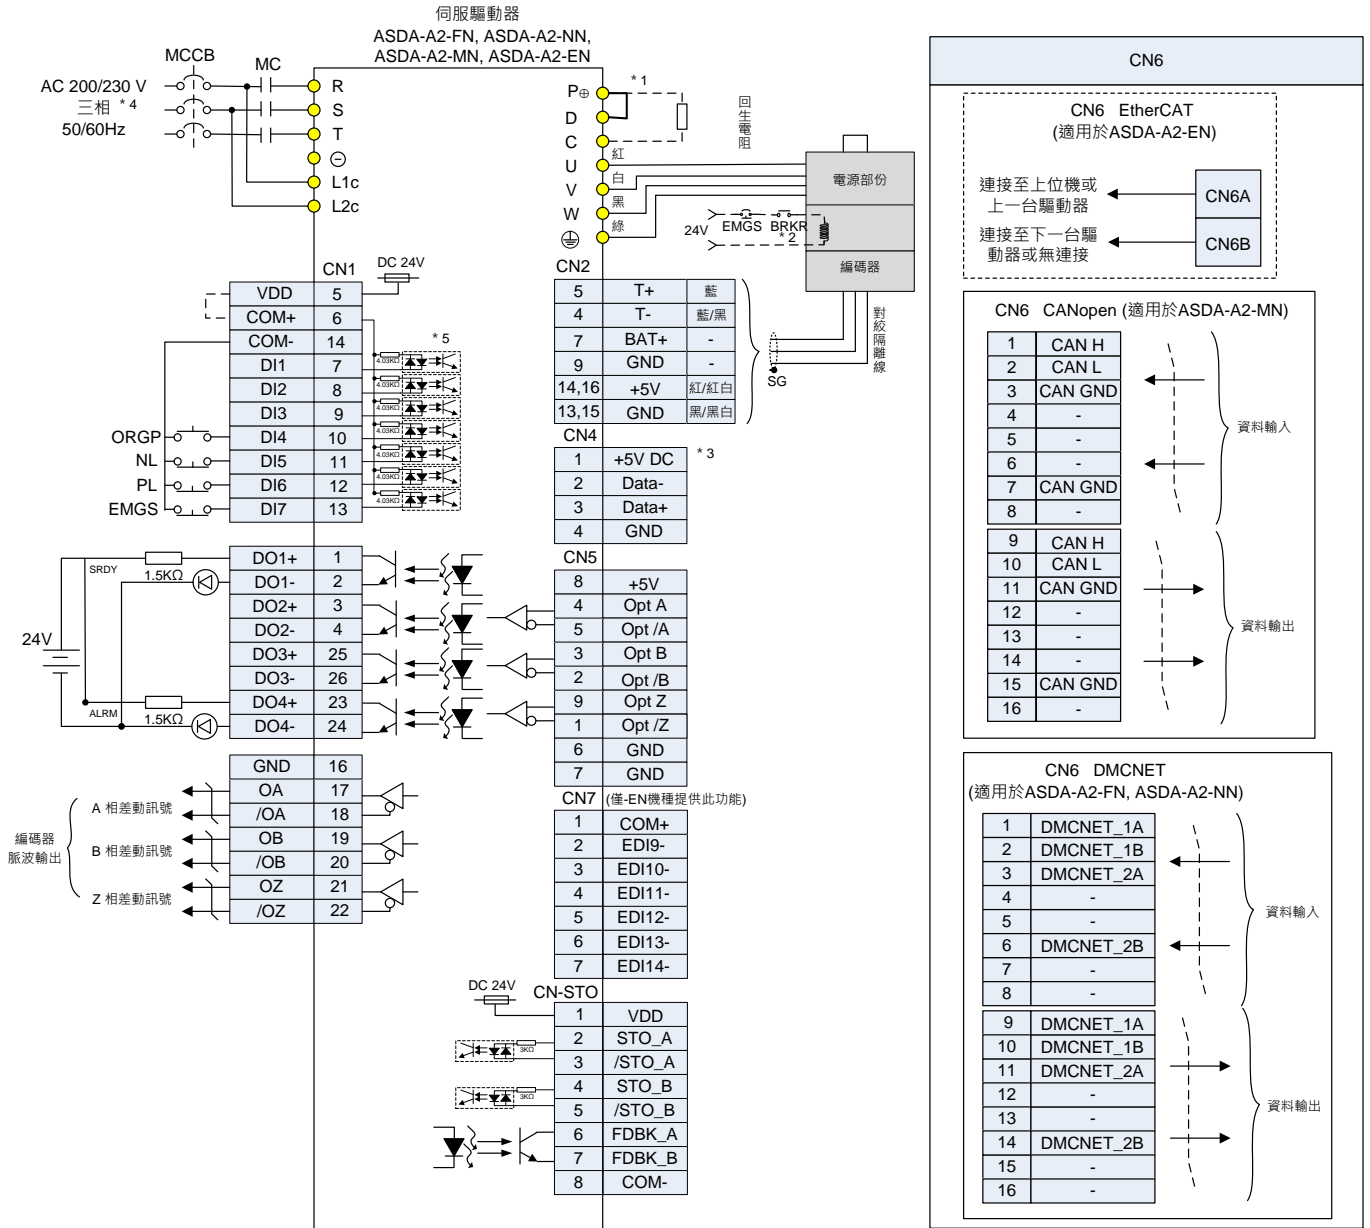 伺服驅動器
ASDA-A2-FN, ASDA-A2-NN,
ASDA-A2-MN, ASDA-A2-EN
MCCB
MC
AC 200/230 V
三相 * 4
50/60Hz
R
S
T
⊖
L1c
L2c
P⊕
D
C
U
V
W
* 1
回生電阻
紅
白
黑
綠
電源部份
編碼器
24V
EMGS
BRKR
* 2
對絞隔離線
SG
CN1
DC 24V
VDD 5
COM+ 6
COM- 14
DI1 7
DI2 8
DI3 9
DI4 10
DI5 11
DI6 12
DI7 13
* 5
4.03KΩ
4.03KΩ
4.03KΩ
4.03KΩ
4.03KΩ
4.03KΩ
4.03KΩ
ORGP
NL
PL
EMGS
DO1+ 1
DO1- 2
DO2+ 3
DO2- 4
DO3+ 25
DO3- 26
DO4+ 23
DO4- 24
SRDY
1.5KΩ
24V
ALRM
1.5KΩ
GND 16
OA 17
/OA 18
OB 19
/OB 20
OZ 21
/OZ 22
A 相差動訊號
B 相差動訊號
Z 相差動訊號
編碼器
脈波輸出
CN2
5 T+ 藍
4 T- 藍/黑
7 BAT+ -
9 GND -
14,16 +5V 紅/紅白
13,15 GND 黑/黑白
CN4
1 +5V DC * 3
2 Data-
3 Data+
4 GND
CN5
8 +5V
4 Opt A
5 Opt /A
3 Opt B
2 Opt /B
9 Opt Z
1 Opt /Z
6 GND
7 GND
CN7 (僅-EN機種提供此功能)
1 COM+
2 EDI9-
3 EDI10-
4 EDI11-
5 EDI12-
6 EDI13-
7 EDI14-
DC 24V
CN-STO
1 VDD
2 STO_A
3 /STO_A
4 STO_B
5 /STO_B
6 FDBK_A
7 FDBK_B
8 COM-
3KΩ
3KΩ
CN6
CN6 EtherCAT
(適用於ASDA-A2-EN)
連接至上位機或
上一台驅動器
CN6A
連接至下一台驅
動器或無連接
CN6B
CN6 CANopen (適用於ASDA-A2-MN)
1 CAN H
2 CAN L
3 CAN GND
4 -
5 -
6 -
7 CAN GND
8 -
資料輸入
9 CAN H
10 CAN L
11 CAN GND
12 -
13 -
14 -
15 CAN GND
16 -
資料輸出
CN6 DMCNET
(適用於ASDA-A2-FN, ASDA-A2-NN)
1 DMCNET_1A
2 DMCNET_1B
3 DMCNET_2A
4 -
5 -
6 DMCNET_2B
7 -
8 -
資料輸入
9 DMCNET_1A
10 DMCNET_1B
11 DMCNET_2A
12 -
13 -
14 DMCNET_2B
15 -
16 -
資料輸出